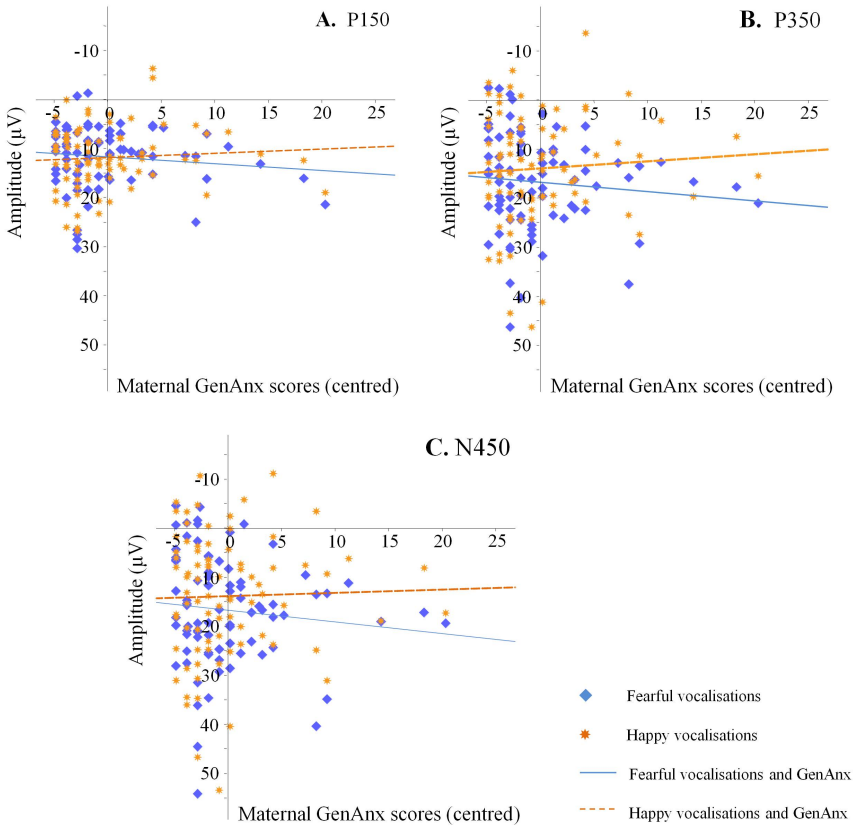 A. P150
-10
-5 0 5 10 15 20 25
10
20
30
40
50
Amplitude (µV)
Maternal GenAnx scores (centred)
B. P350
-10
-5 0 5 10 15 20 25
10
20
30
40
50
Amplitude (µV)
Maternal GenAnx scores (centred)
C. N450
-10
-5 0 5 10 15 20 25
10
20
30
40
50
Amplitude (µV)
Maternal GenAnx scores (centred)
Fearful vocalisations
Happy vocalisations
Fearful vocalisations and GenAnx
Happy vocalisations and GenAnx